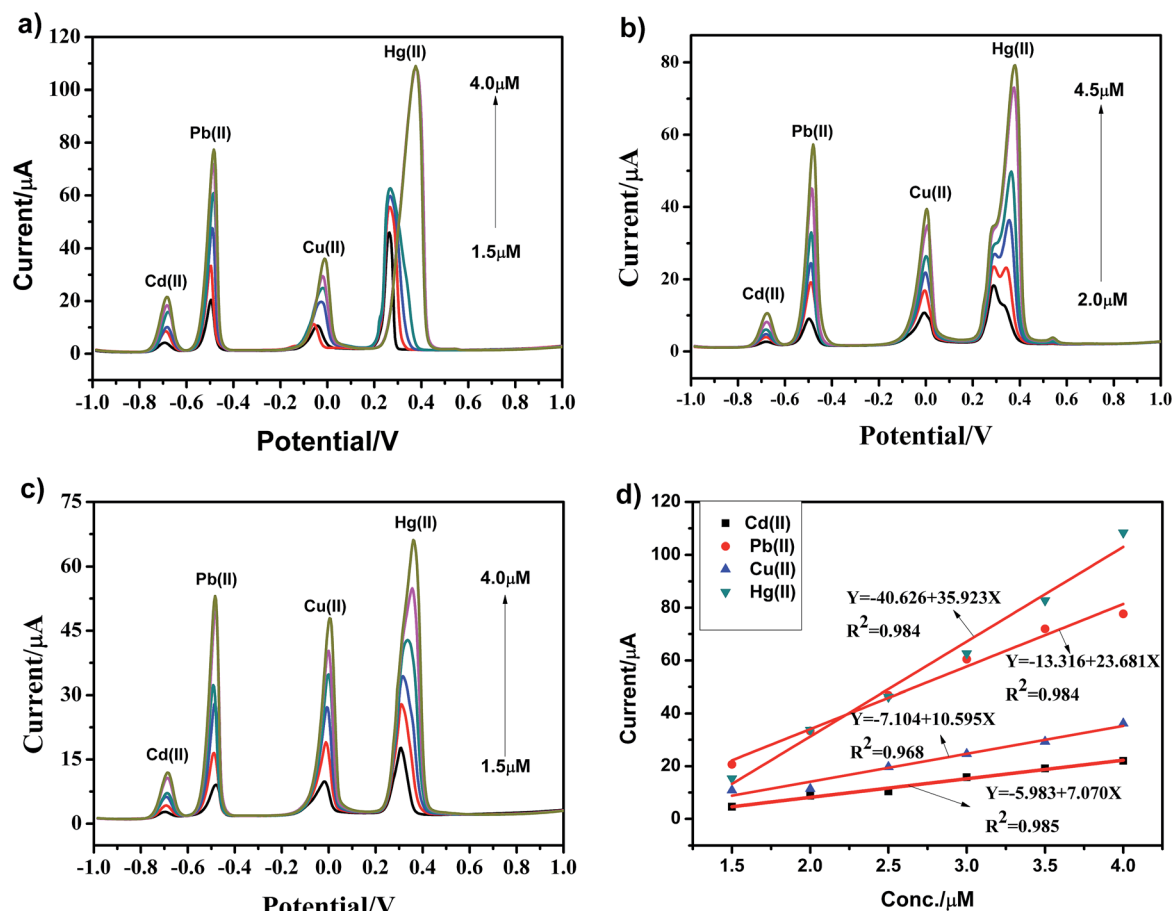 a)
120
100
80
60
40
20
0
Current/μA
Cd(II)
Pb(II)
Cu(II)
Hg(II)
4.0μM
1.5μM
-1.0 -0.8 -0.6 -0.4 -0.2 0.0 0.2 0.4 0.6 0.8 1.0
Potential/V
b)
80
60
40
20
0
Current/μA
Cd(II)
Pb(II)
Cu(II)
Hg(II)
4.5μM
2.0μM
-1.0 -0.8 -0.6 -0.4 -0.2 0.0 0.2 0.4 0.6 0.8 1.0
Potential/V
c)
75
60
45
30
15
0
Current/μA
Cd(II)
Pb(II)
Cu(II)
Hg(II)
4.0μM
1.5μM
-1.0 -0.8 -0.6 -0.4 -0.2 0.0 0.2 0.4 0.6 0.8 1.0
Potential/V
d)
120
100
80
60
40
20
0
Current/μA
Cd(II)
Pb(II)
Cu(II)
Hg(II)
Y=-40.626+35.923X
R²=0.984
Y=-13.316+23.681X
R²=0.984
Y=-7.104+10.595X
R²=0.968
Y=-5.983+7.070X
R²=0.985
1.5 2.0 2.5 3.0 3.5 4.0
Conc./μM